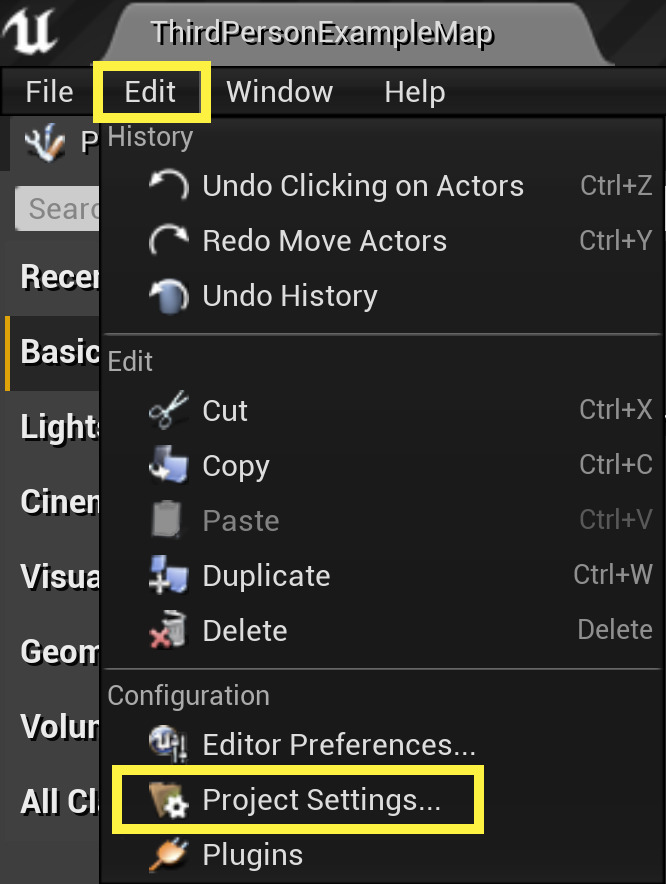 ThirdPersonExampleMap
File Edit Window Help
History
Undo Clicking on Actors Ctrl+Z
Redo Move Actors Ctrl+Y
Undo History
Edit
Cut Ctrl+X
Copy Ctrl+C
Paste Ctrl+V
Duplicate Ctrl+W
Delete Delete
Configuration
Editor Preferences...
Project Settings...
Plugins
P
Searc
Recen
Basic
Lights
Cinem
Visua
Geom
Volum
All Cl